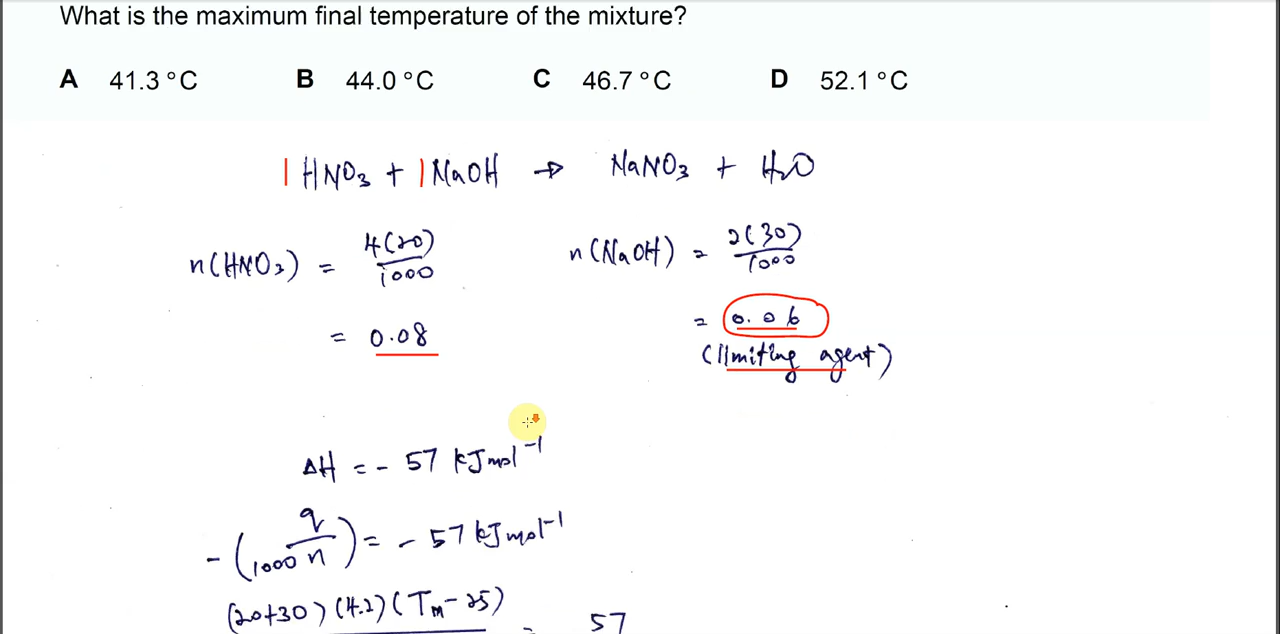 What is the maximum final temperature of the mixture?
A 41.3 °C B 44.0 °C C 46.7 °C D 52.1 °C
1 HNO3 + 1 NaOH → NaNO3 + H2O
n(HNO3) = 4(20)/1000 n(NaOH) = 2(30)/1000
= 0.08 = 0.06
(limiting agent)
ΔH = - 57 kJmol⁻¹
- (q/1000 n) = - 57 kJmol⁻¹
(20+30)(4.2)(Tm - 25) = 57